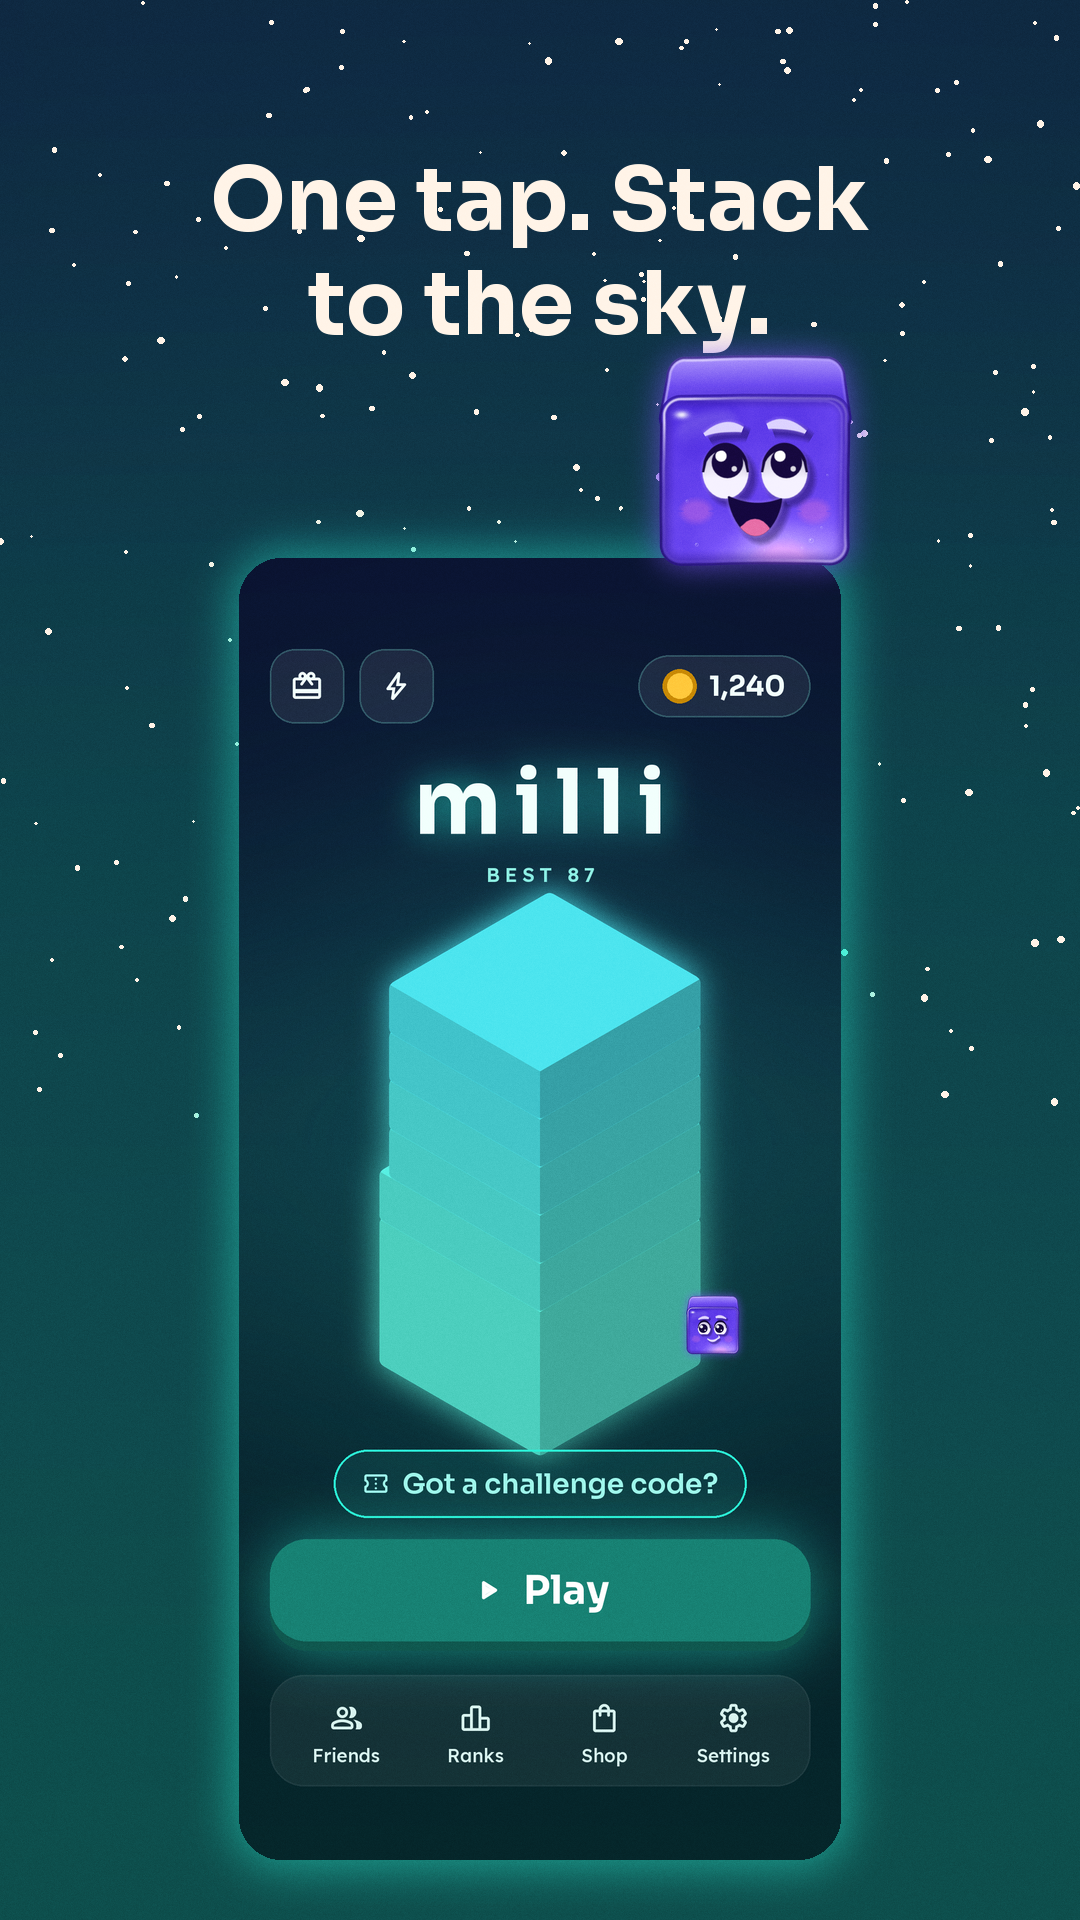 One tap. Stack
to the sky.
1,240
milli
BEST 87
Got a challenge code?
Play
Friends Ranks Shop Settings